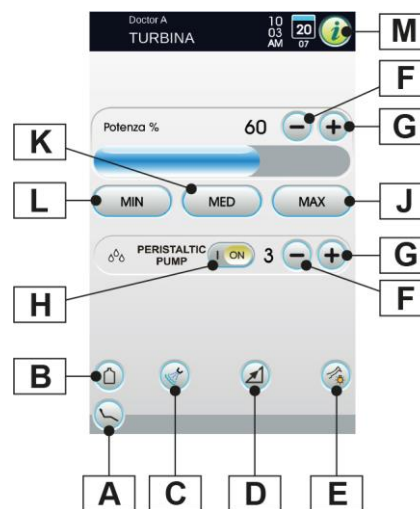 Doctor A
TURBINA
10
03
AM
20
07
i
M
F
Potenza %
60
G
K
L
MIN
MED
MAX
J
PERISTALTIC
PUMP
I ON
3
G
H
F
B
A
C
D
E